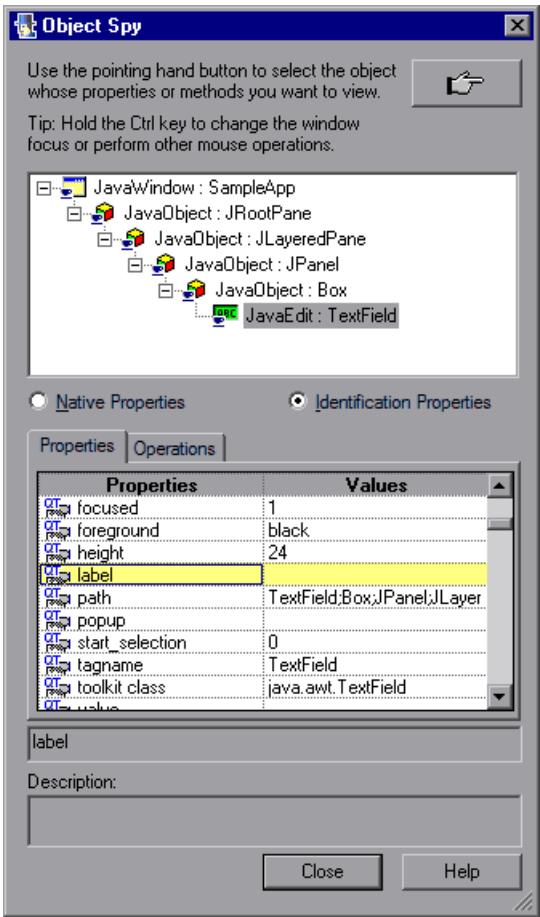 Object Spy
Use the pointing hand button to select the object
whose properties or methods you want to view.
Tip: Hold the Ctrl key to change the window
focus or perform other mouse operations.
JavaWindow : SampleApp
JavaObject : JRootPane
JavaObject : JLayeredPane
JavaObject : JPanel
JavaObject : Box
JavaEdit : TextField
Native Properties Identification Properties
Properties Operations
Properties Values
focused 1
foreground black
height 24
label
path TextField;Box;JPanel;JLayer
popup
start_selection 0
tagname TextField
toolkit class java.awt.TextField
value
label
Description:
Close Help